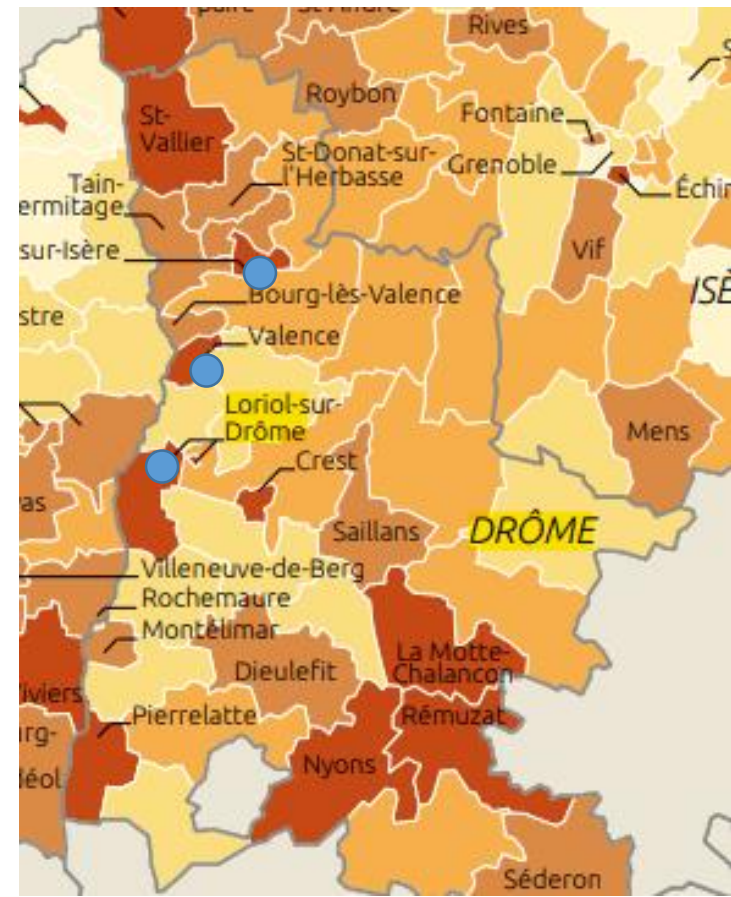 Rives
Roybon
St-
Vallier
Fontaine
St-Donat-sur-
l'Herbasse
Grenoble
Tain-
ermitage
Échir
sur-Isère
Vif
ISÈ
Bourg-lès-Valence
stre
Valence
Loriol-sur-
Drôme
Mens
Crest
as
Saillans
DRÔME
Villeneuve-de-Berg
Rochemaure
Montélimar
La Motte-
Chalancon
Dieulefit
iviers
Pierrelatte
Rémuzat
rg-
Nyons
éol
Séderon